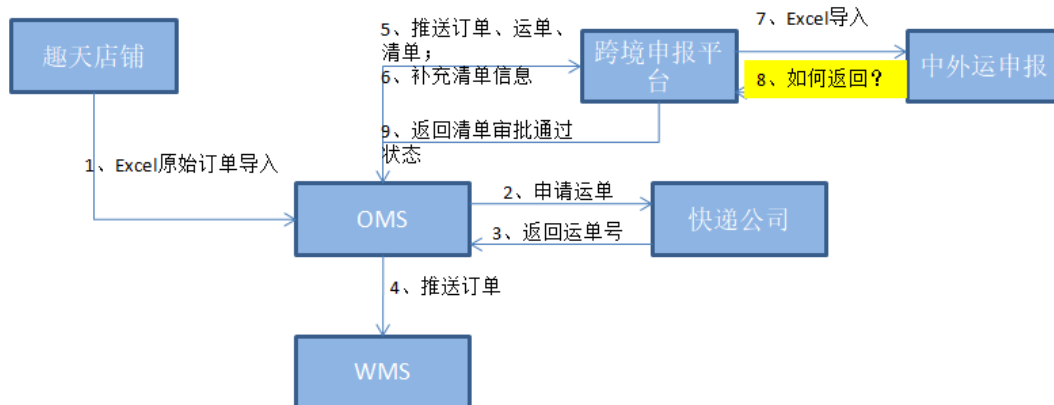 趣天店铺
5、推送订单、运单、
清单；
6、补充清单信息
跨境申报平
台
7、Excel导入
8、如何返回？
中外运申报
9、返回清单审批通过
状态
1、Excel原始订单导入
OMS
2、申请运单
3、返回运单号
快递公司
4、推送订单
WMS